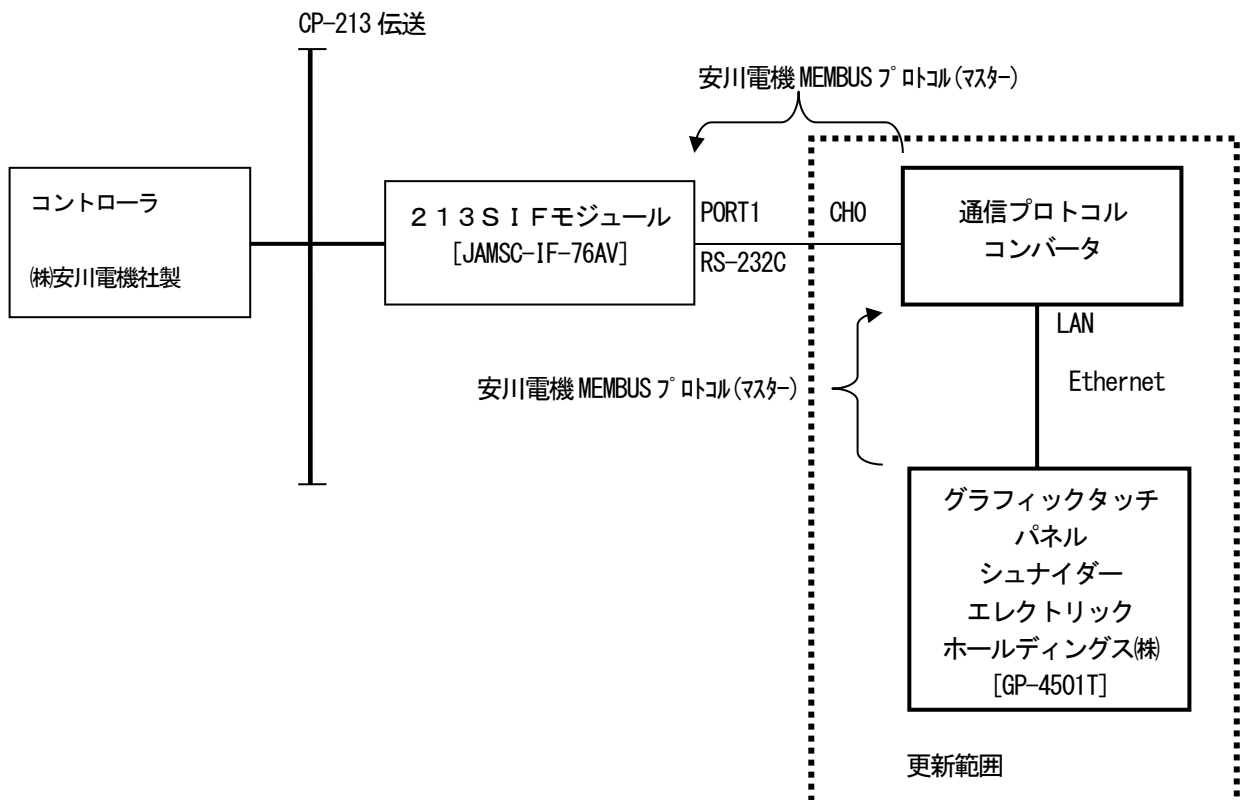 CP-213 伝送
安川電機 MEMBUS プロトコル(マスター)
コントローラ
㈱安川電機社製
２１３ＳＩＦモジュール
[JAMSC-IF-76AV]
PORT1
RS-232C
CH0
通信プロトコル
コンバータ
LAN
Ethernet
安川電機 MEMBUS プロトコル(マスター)
グラフィックタッチ
パネル
シュナイダー
エレクトリック
ホールディングス㈱
[GP-4501T]
更新範囲